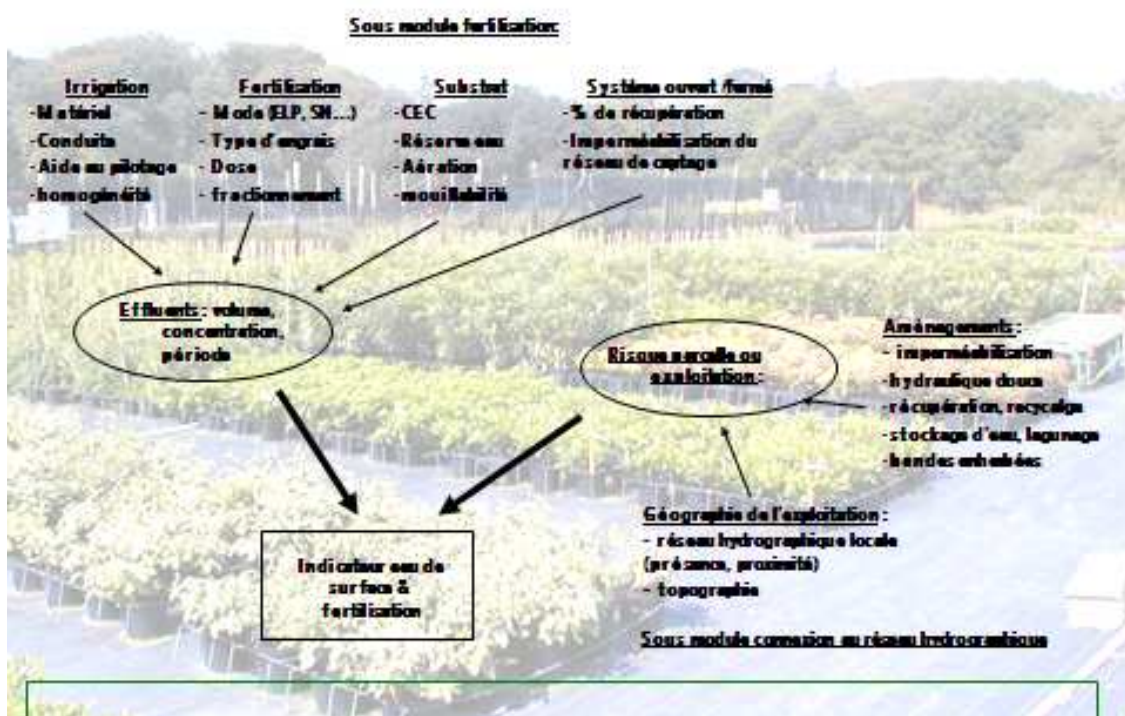 Sous module fertilisation:
Irrigation
-Matériel
-Conduite
-Aide au pilotage
-homogénéité
Fertilisation
- Mode (ELP, SN...)
- Type d'engrais
- Dose
- fractionnement
Substrat
-CEC
-Réserve eau
-Aération
-mouillabilité
Système ouvert /fermé
-% de récupération
-Imperméabilisation du
réseau de captage
Effluents : volume,
concentration,
période
Risque parcelle ou
exploitation :
Aménagements :
- imperméabilisation
-hydraulique douce
-récupération, recyclage
-stockage d'eau, lagunage
-bandes enherbées
Géographie de l'exploitation :
- réseau hydrographique locale
(présence, proximité)
- topographie
Indicateur eau de
surface &
fertilisation
Sous module connexion au réseau hydrographique